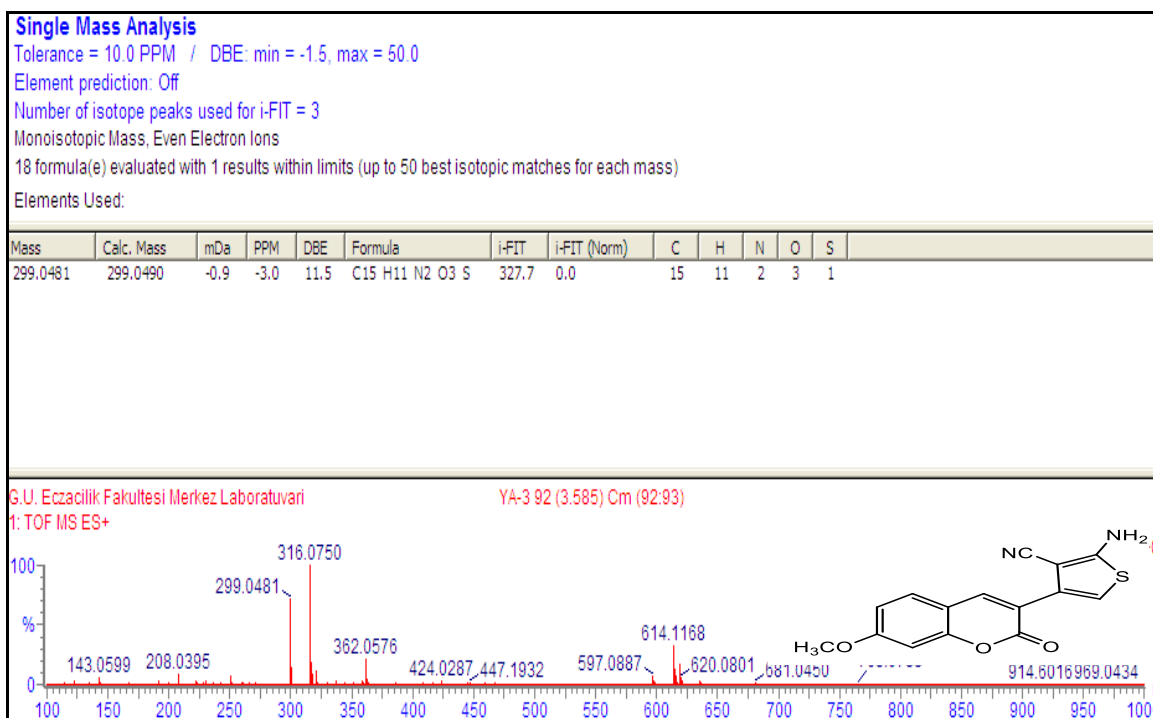 Single Mass Analysis
Tolerance = 10.0 PPM / DBE: min = -1.5, max = 50.0
Element prediction: Off
Number of isotope peaks used for i-FIT = 3
Monoisotopic Mass, Even Electron Ions
18 formula(e) evaluated with 1 results within limits (up to 50 best isotopic matches for each mass)
Elements Used:
Mass Calc. Mass mDa PPM DBE Formula i-FIT i-FIT (Norm) C H N O S
299.0481 299.0490 -0.9 -3.0 11.5 C15 H11 N2 O3 S 327.7 0.0 15 11 2 3 1
G.U. Eczacilik Fakultesi Merkez Laboratuvari YA-3 92 (3.585) Cm (92:93)
1: TOF MS ES+
NH₂
NC
S
316.0750
100
299.0481
%
614.1168
H₃CO O O
362.0576
143.0599 208.0395 424.0287 447.1932 597.0887 620.0801 681.0450 914.6016 969.0434
0
100 150 200 250 300 350 400 450 500 550 600 650 700 750 800 850 900 950 100